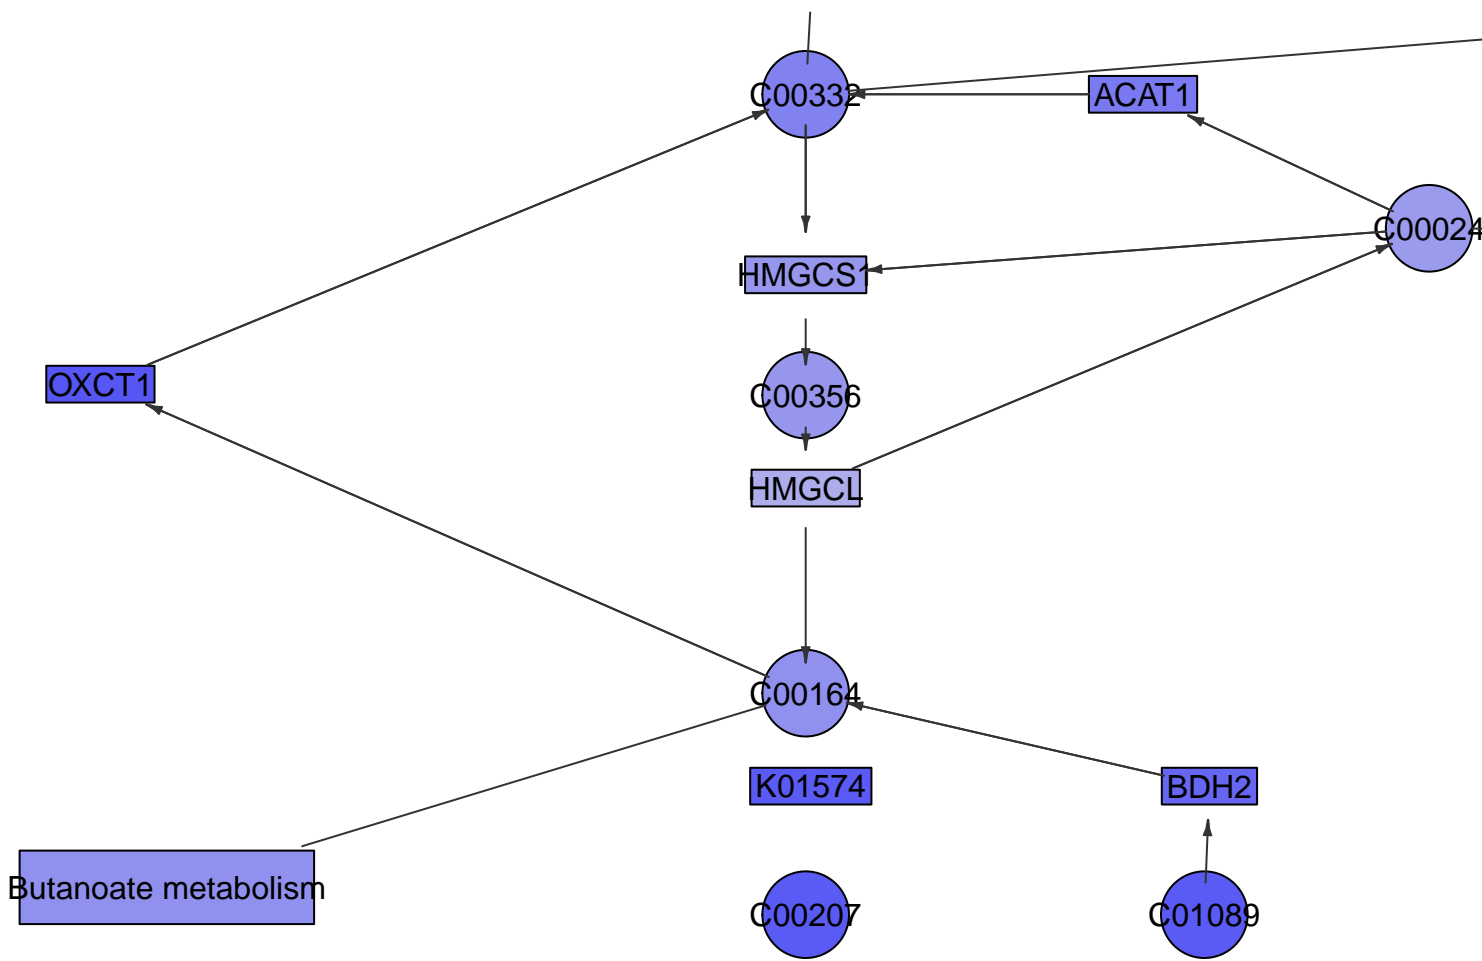 C00332
ACAT1
C00024
HMGCS1
OXCT1
C00356
HMGCL
C00164
K01574
BDH2
Butanoate metabolism
C00207
C01089